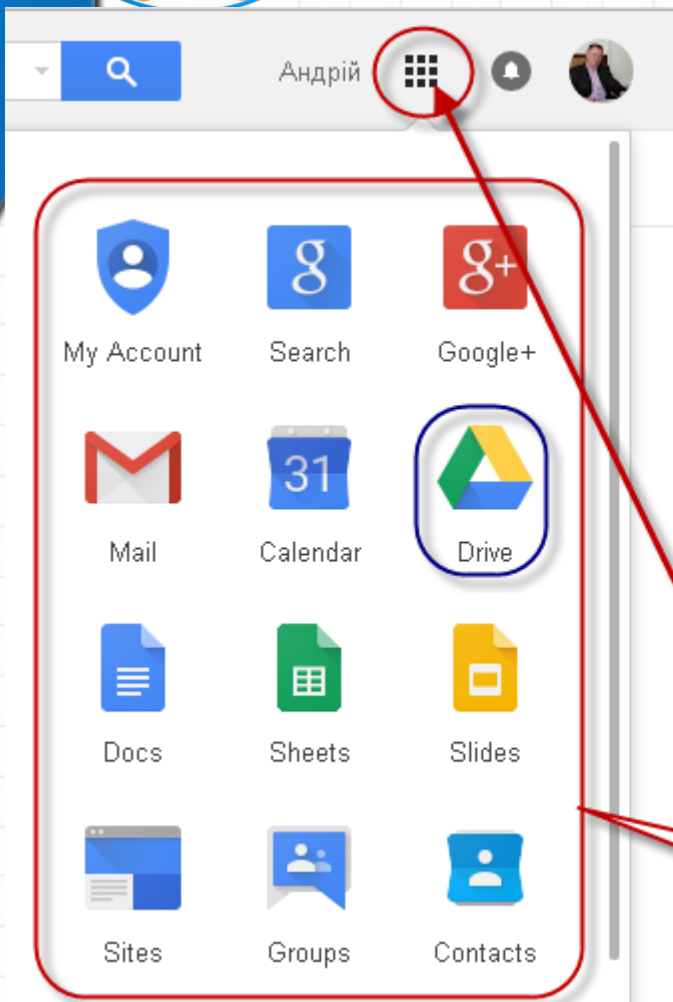 Андрій
g g+
My Account Search Google+
31
Mail Calendar Drive
Docs Sheets Slides
Sites Groups Contacts